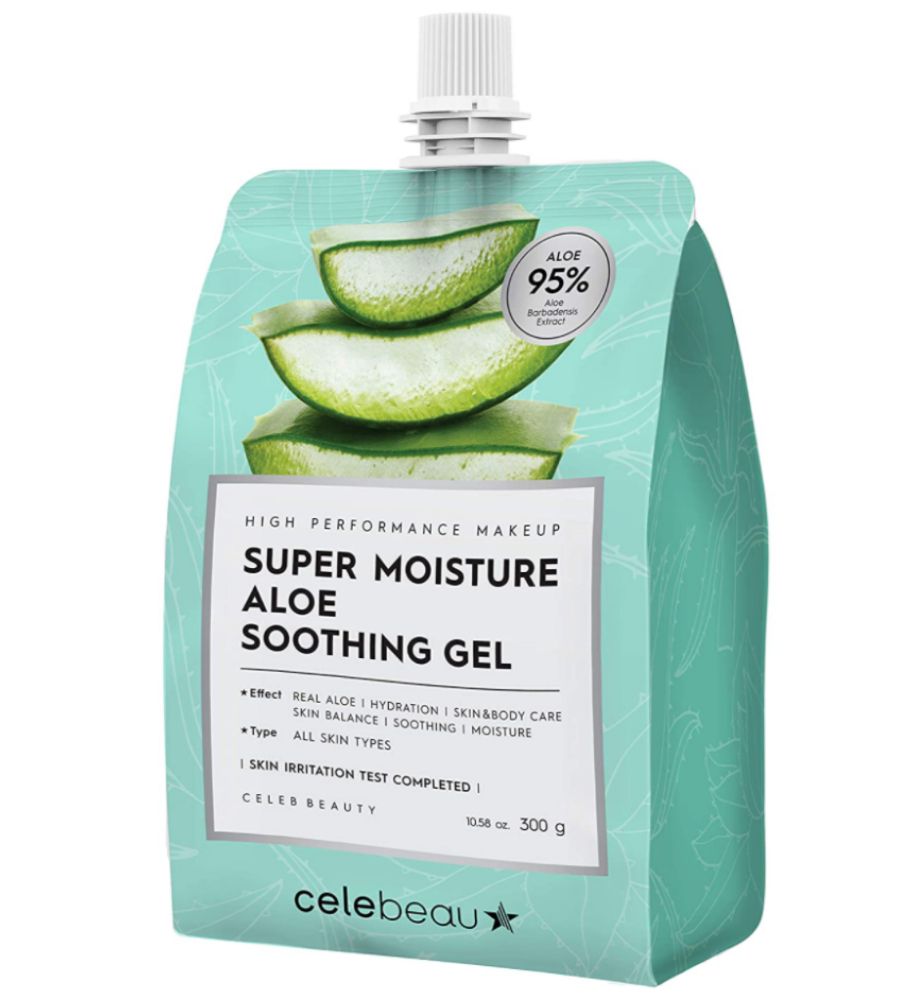 ALOE
95%
Aloe
Barbadensis
Extract
HIGH PERFORMANCE MAKEUP
SUPER MOISTURE
ALOE
SOOTHING GEL
★Effect REAL ALOE | HYDRATION | SKIN&BODY CARE
SKIN BALANCE | SOOTHING | MOISTURE
★Type ALL SKIN TYPES
| SKIN IRRITATION TEST COMPLETED |
CELEB BEAUTY
10.58 oz. 300 g
celebeau★